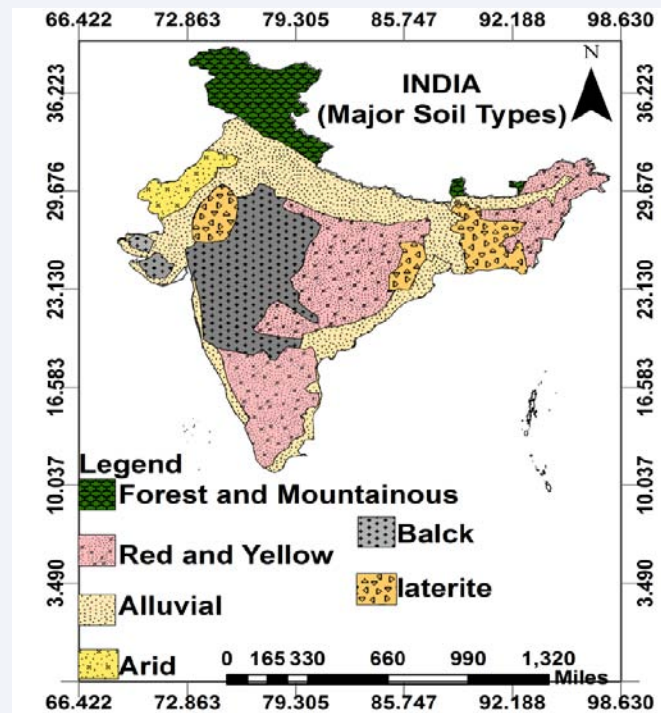 66.422 72.863 79.305 85.747 92.188 98.630
N
INDIA
(Major Soil Types)
36.223
29.676
23.130
16.583
10.037
3.490
36.223
29.676
23.130
16.583
10.037
3.490
Legend
Forest and Mountainous
Red and Yellow
Alluvial
Arid
Balck
laterite
0 165 330 660 990 1,320
Miles
66.422 72.863 79.305 85.747 92.188 98.630